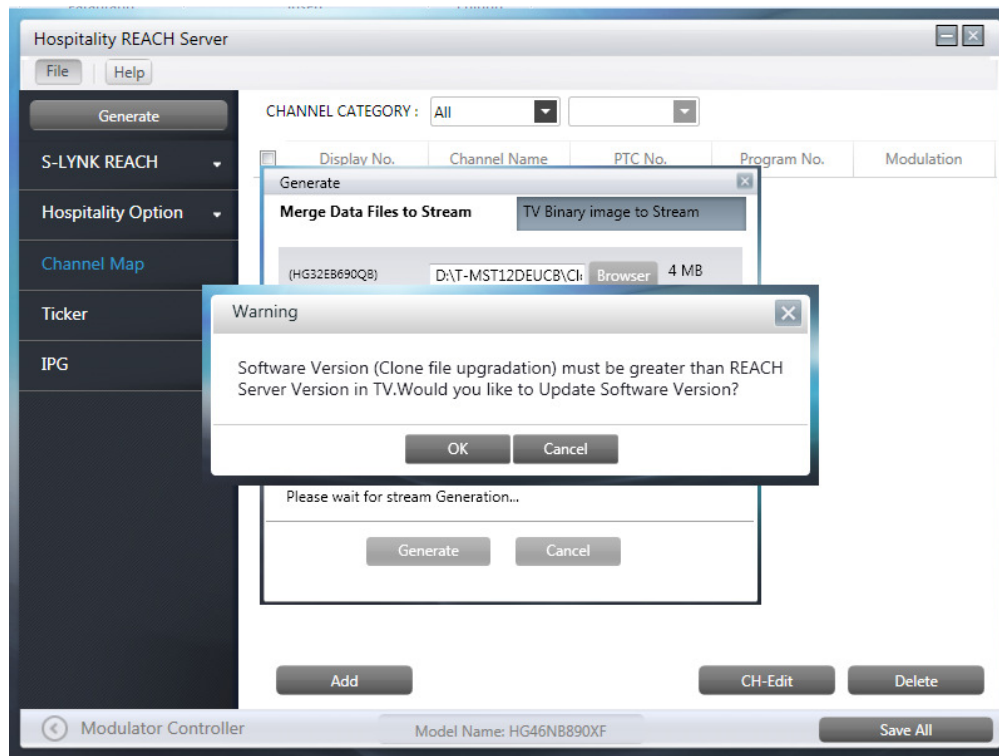 Hospitality REACH Server
File Help
Generate
CHANNEL CATEGORY : All
S-LYNK REACH
Display No. Channel Name PTC No. Program No. Modulation
Generate
Merge Data Files to Stream TV Binary image to Stream
Hospitality Option
Channel Map
(HG32EB690QB) D:\T-MST12DEUCB\Cl Browser 4 MB
Ticker
IPG
Warning
Software Version (Clone file upgradation) must be greater than REACH
Server Version in TV.Would you like to Update Software Version?
OK Cancel
Please wait for stream Generation...
Generate Cancel
Add CH-Edit Delete
Modulator Controller Model Name: HG46NB890XF Save All